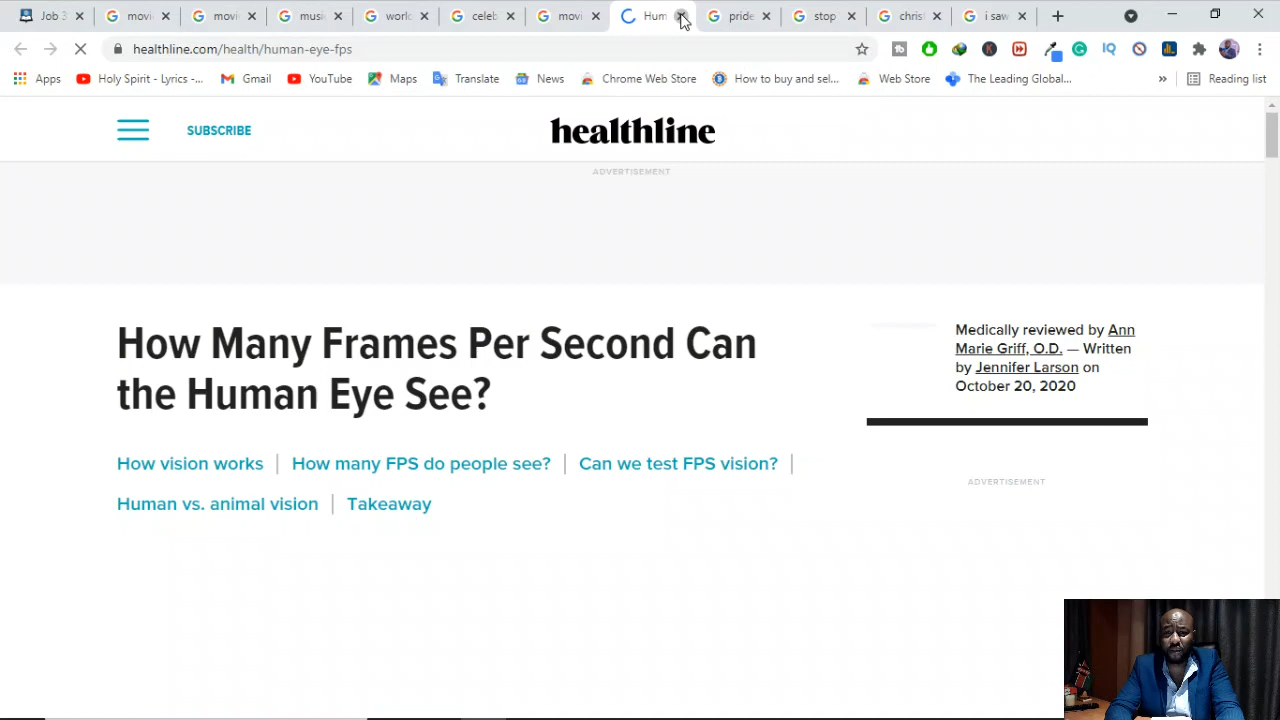 Job 3
movi
movi
musi
work
celeb
movi
Hum
pride
stop
christ
i saw
healthline.com/health/human-eye-fps
Apps
Holy Spirit - Lyrics -...
Gmail
YouTube
Maps
Translate
News
Chrome Web Store
How to buy and sel...
Web Store
The Leading Global...
»
Reading list
SUBSCRIBE
healthline
ADVERTISEMENT
How Many Frames Per Second Can
the Human Eye See?
Medically reviewed by Ann
Marie Griff, O.D. — Written
by Jennifer Larson on
October 20, 2020
How vision works | How many FPS do people see? | Can we test FPS vision? |
Human vs. animal vision | Takeaway
ADVERTISEMENT